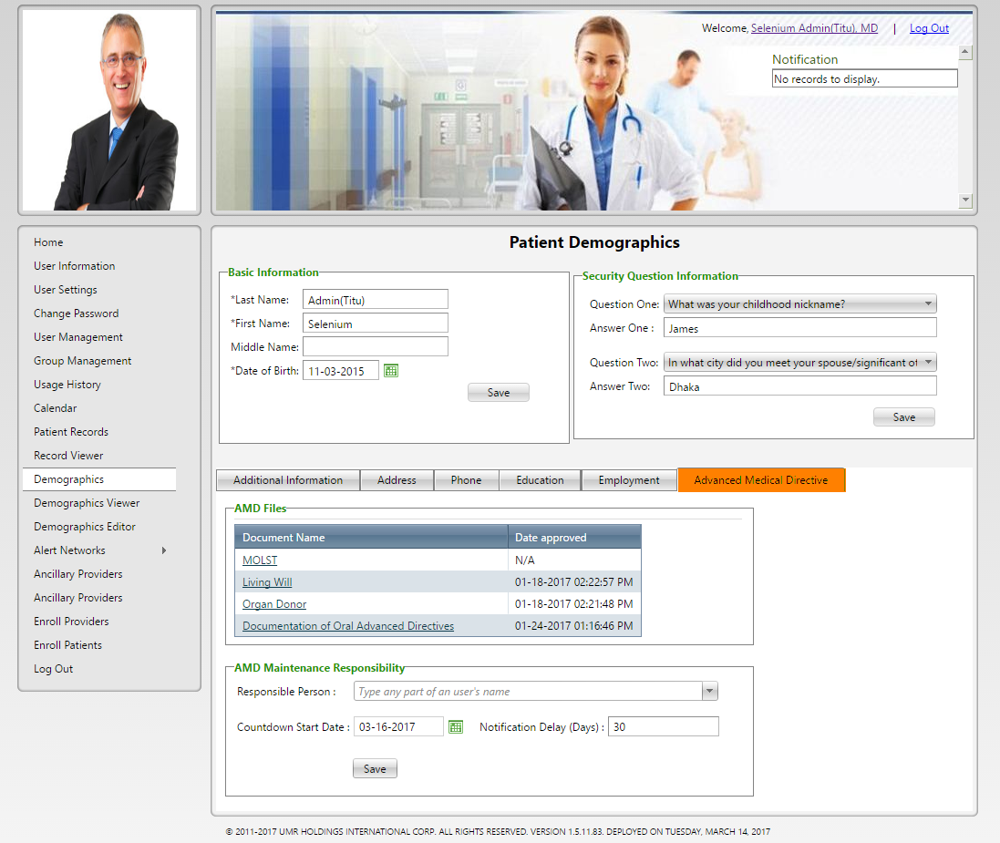 Welcome, Selenium Admin(Titu), MD | Log Out
Notification
No records to display.
Home
User Information
User Settings
Change Password
User Management
Group Management
Usage History
Calendar
Patient Records
Record Viewer
Demographics
Demographics Viewer
Demographics Editor
Alert Networks
Ancillary Providers
Ancillary Providers
Enroll Providers
Enroll Patients
Log Out
Patient Demographics
Basic Information
*Last Name: Admin(Titu)
*First Name: Selenium
Middle Name:
*Date of Birth: 11-03-2015
Save
Security Question Information
Question One: What was your childhood nickname?
Answer One : James
Question Two: In what city did you meet your spouse/significant ot
Answer Two: Dhaka
Save
Additional Information Address Phone Education Employment Advanced Medical Directive
AMD Files
Document Name Date approved
MOLST N/A
Living Will 01-18-2017 02:22:57 PM
Organ Donor 01-18-2017 02:21:48 PM
Documentation of Oral Advanced Directives 01-24-2017 01:16:46 PM
AMD Maintenance Responsibility
Responsible Person : Type any part of an user's name
Countdown Start Date : 03-16-2017 Notification Delay (Days) : 30
Save
© 2011-2017 UMR HOLDINGS INTERNATIONAL CORP. ALL RIGHTS RESERVED. VERSION 1.5.11.83. DEPLOYED ON TUESDAY, MARCH 14, 2017